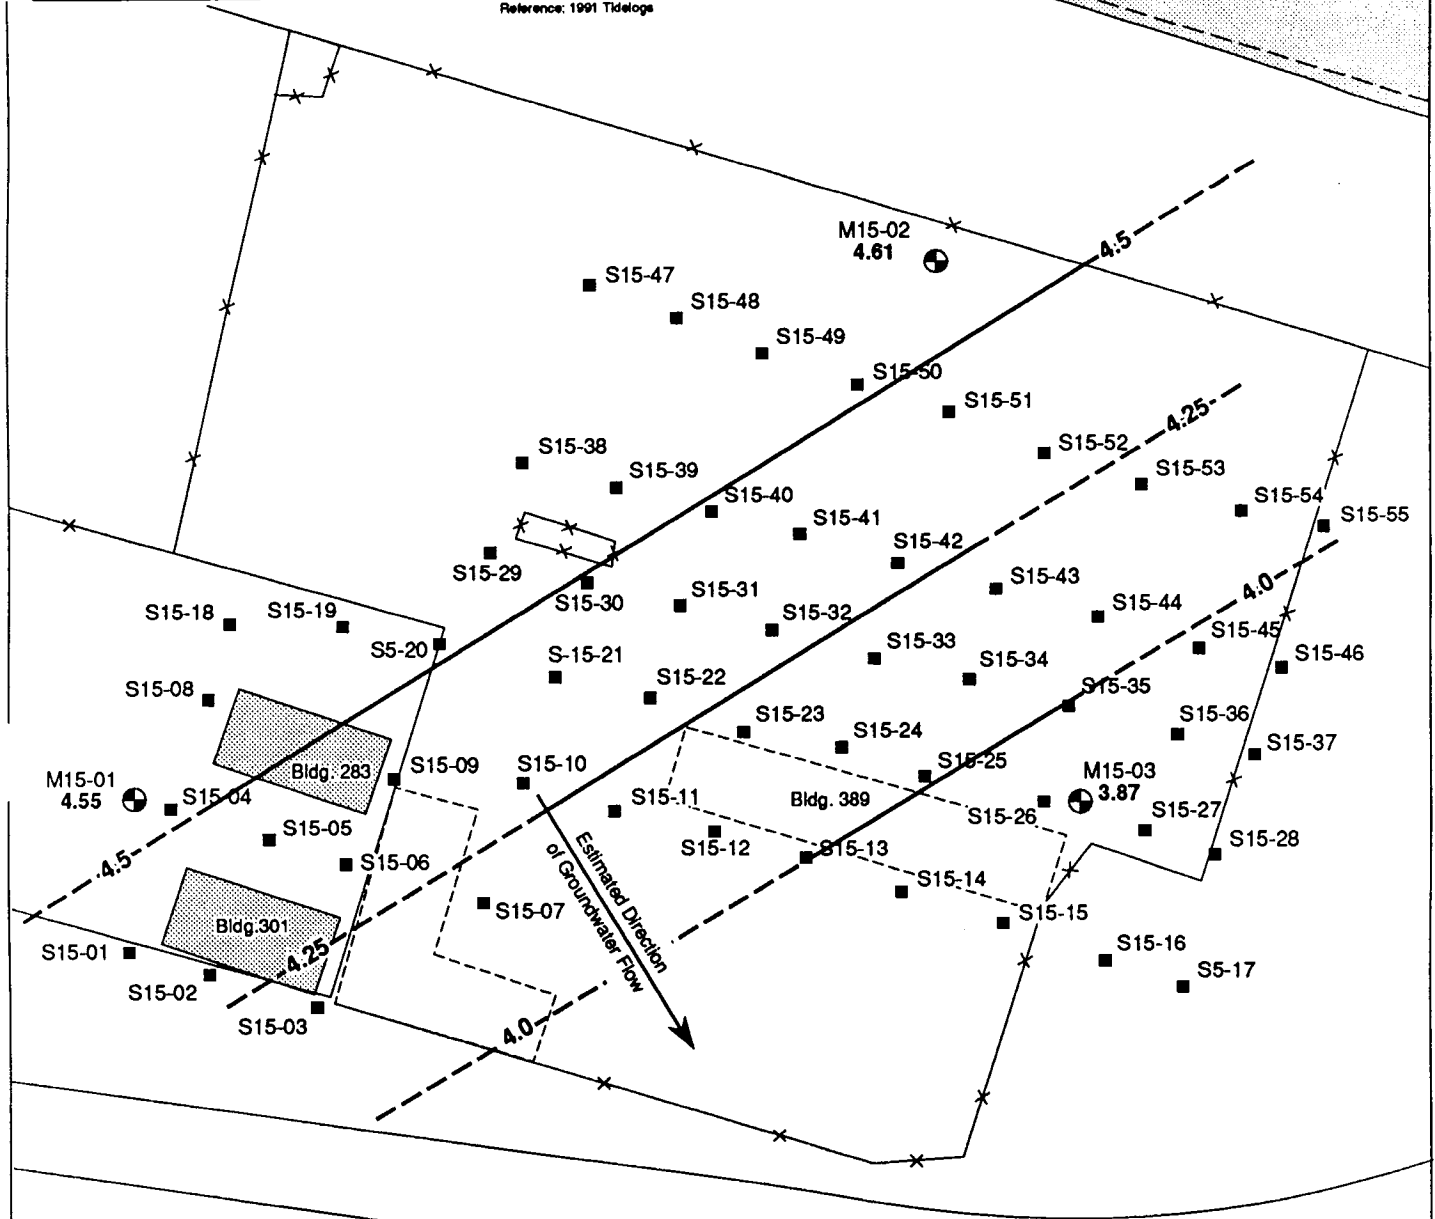 Reference: 1991 Tidelogs
M15-02
4.61
4.5
S15-47
S15-48
S15-49
S15-50
S15-51
4.25
S15-52
S15-53
S15-38
S15-39
S15-40
S15-54
S15-55
S15-41
S15-42
S15-29
S15-30
S15-31
S15-43
4.0
S15-44
S15-18
S15-19
S5-20
S15-32
S15-33
S15-45
S15-46
S-15-21
S15-34
S15-08
S15-22
S15-35
S15-23
S15-36
S15-24
S15-37
Bldg. 283
S15-09
S15-10
S15-25
M15-01
4.55
S15-04
M15-03
3.87
S15-11
Bldg. 389
S15-26
S15-27
S15-05
S15-12
S15-13
S15-28
4.5
S15-06
Estimated Direction
of Groundwater Flow
S15-14
S15-07
S15-15
Bldg.301
S15-01
4.25
S15-16
S5-17
S15-02
S15-03
4.0